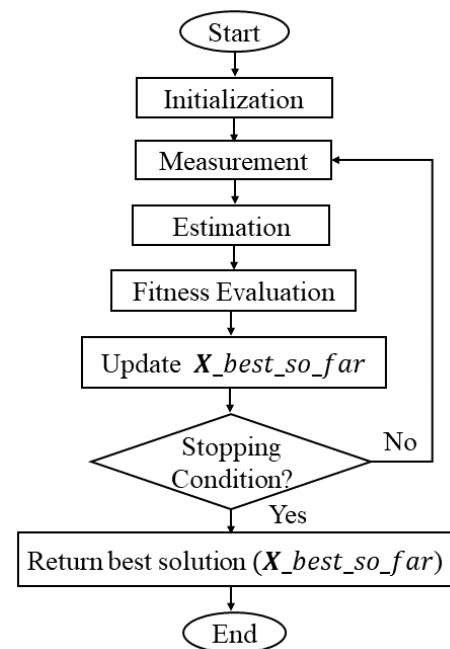 Start
Initialization
Measurement
Estimation
Fitness Evaluation
Update X_best_so_far
Stopping
Condition?
No
Yes
Return best solution (X_best_so_far)
End